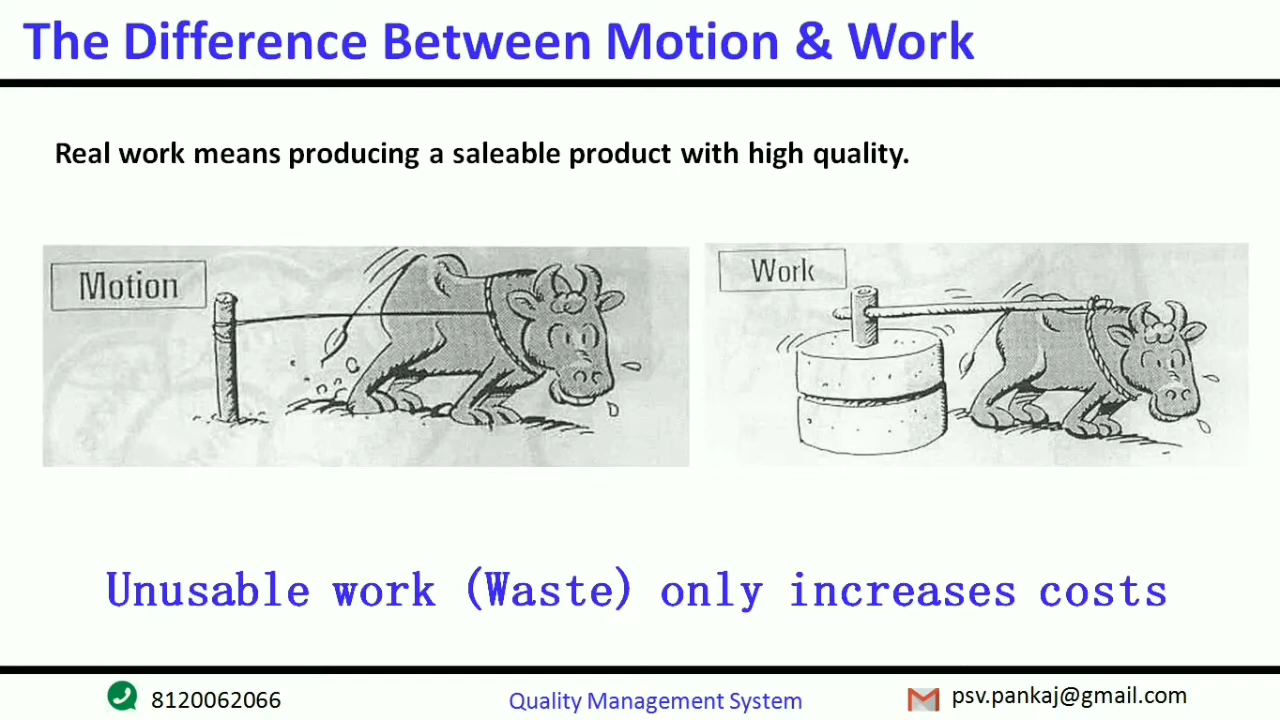 The Difference Between Motion & Work
Real work means producing a saleable product with high quality.
Motion
Work
Unusable work (Waste) only increases costs
8120062066
Quality Management System
psv.pankaj@gmail.com